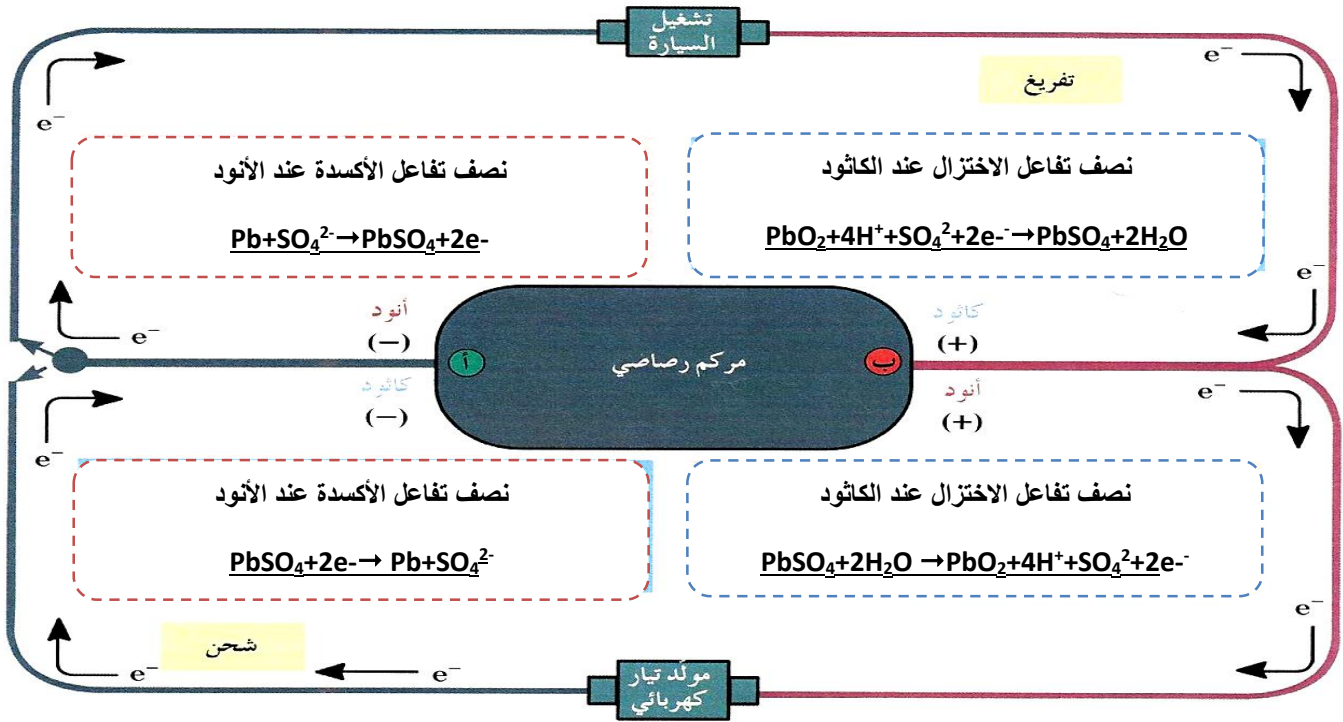 تشغيل
السيارة
e⁻
تفريغ
e⁻
نصف تفاعل الاختزال عند الكاثود
نصف تفاعل الأكسدة عند الأنود
PbO₂+4H⁺+SO₄²+2e-⁻→PbSO₄+2H₂O
Pb+SO₄²⁻→PbSO₄+2e-
e⁻
كاثود
(+)
أنود
(−)
e⁻
ب
مركم رصاصي
أ
أنود
(+)
كاثود
(−)
e⁻
e⁻
نصف تفاعل الاختزال عند الكاثود
نصف تفاعل الأكسدة عند الأنود
PbSO₄+2H₂O →PbO₂+4H⁺+SO₄²+2e-⁻
PbSO₄+2e-→ Pb+SO₄²⁻
e⁻
شحن
e⁻
e⁻
مولّد تيار
كهربائي